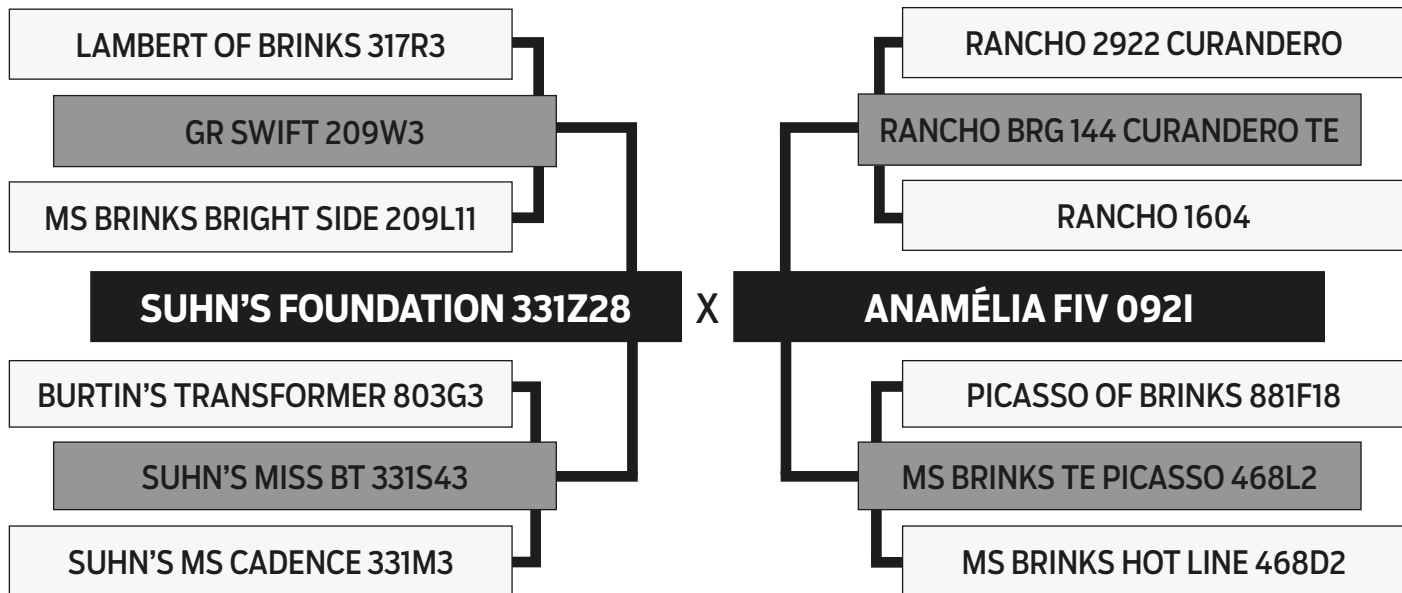 LAMBERT OF BRINKS 317R3
GR SWIFT 209W3
MS BRINKS BRIGHT SIDE 209L11
SUHN’S FOUNDATION 331Z28
BURTIN’S TRANSFORMER 803G3
SUHN’S MISS BT 331S43
SUHN’S MS CADENCE 331M3
X
RANCHO 2922 CURANDERO
RANCHO BRG 144 CURANDERO TE
RANCHO 1604
ANAMÉLIA FIV 092I
PICASSO OF BRINKS 881F18
MS BRINKS TE PICASSO 468L2
MS BRINKS HOT LINE 468D2